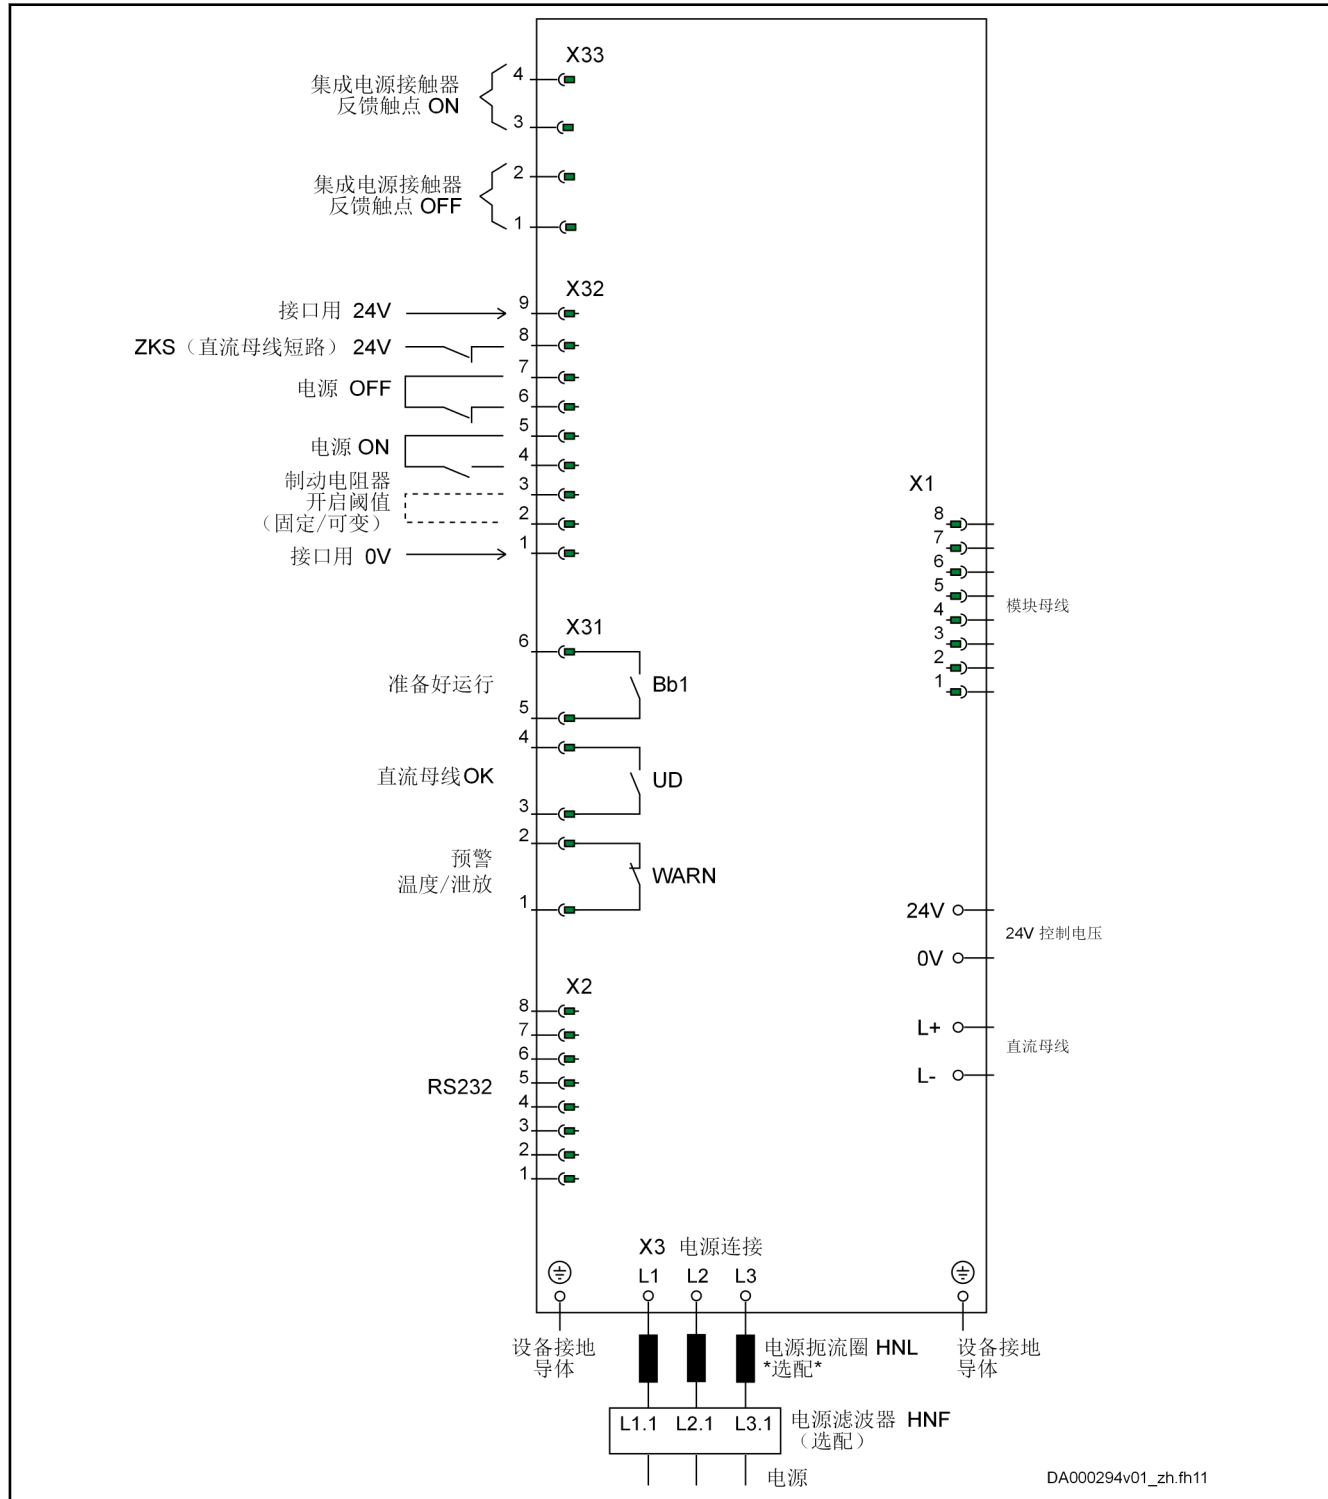 X33
4
集成电源接触器
反馈触点 ON
3
2
集成电源接触器
反馈触点 OFF
1
X32
9
接口用 24V
8
ZKS（直流母线短路）24V
7
电源 OFF
6
5
电源 ON
4
制动电阻器
开启阈值
（固定/可变）
3
2
1
接口用 0V
X31
6
准备好运行
Bb1
5
4
直流母线OK
UD
3
2
预警
温度/泄放
WARN
1
X2
8
7
6
5
RS232
4
3
2
1
X1
8
7
6
5
4
3
2
1
模块母线
24V
24V 控制电压
0V
L+
直流母线
L-
X3 电源连接
L1 L2 L3
设备接地
导体
电源扼流圈 HNL
*选配*
设备接地
导体
L1.1 L2.1 L3.1
电源滤波器 HNF
（选配）
电源
DA000294v01_zh.fh11